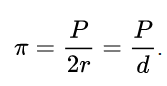 π = P/2r = P/d.